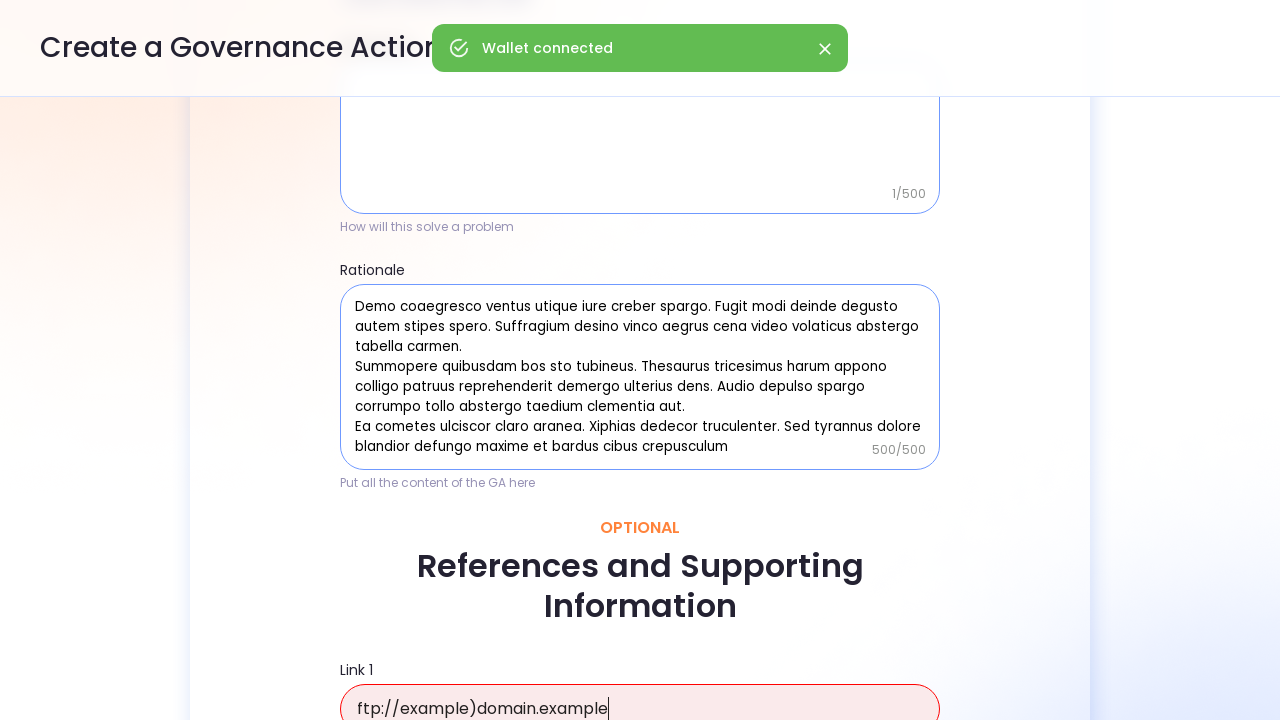 Create a Governance Action
Wallet connected
1/500
How will this solve a problem
Rationale
Demo coaegresco ventus utique iure creber spargo. Fugit modi deinde degusto
autem stipes spero. Suffragium desino vinco aegrus cena video volaticus abstergo
tabella carmen.
Summopere quibusdam bos sto tubineus. Thesaurus tricesimus harum appono
colligo patruus reprehenderit demergo ulterius dens. Audio depulso spargo
corrumpo tollo abstergo taedium clementia aut.
Ea cometes ulciscor claro aranea. Xiphias dedecor truculenter. Sed tyrannus dolore
blandior defungo maxime et bardus cibus crepusculum
500/500
Put all the content of the GA here
OPTIONAL
References and Supporting
Information
Link 1
ftp://example)domain.example